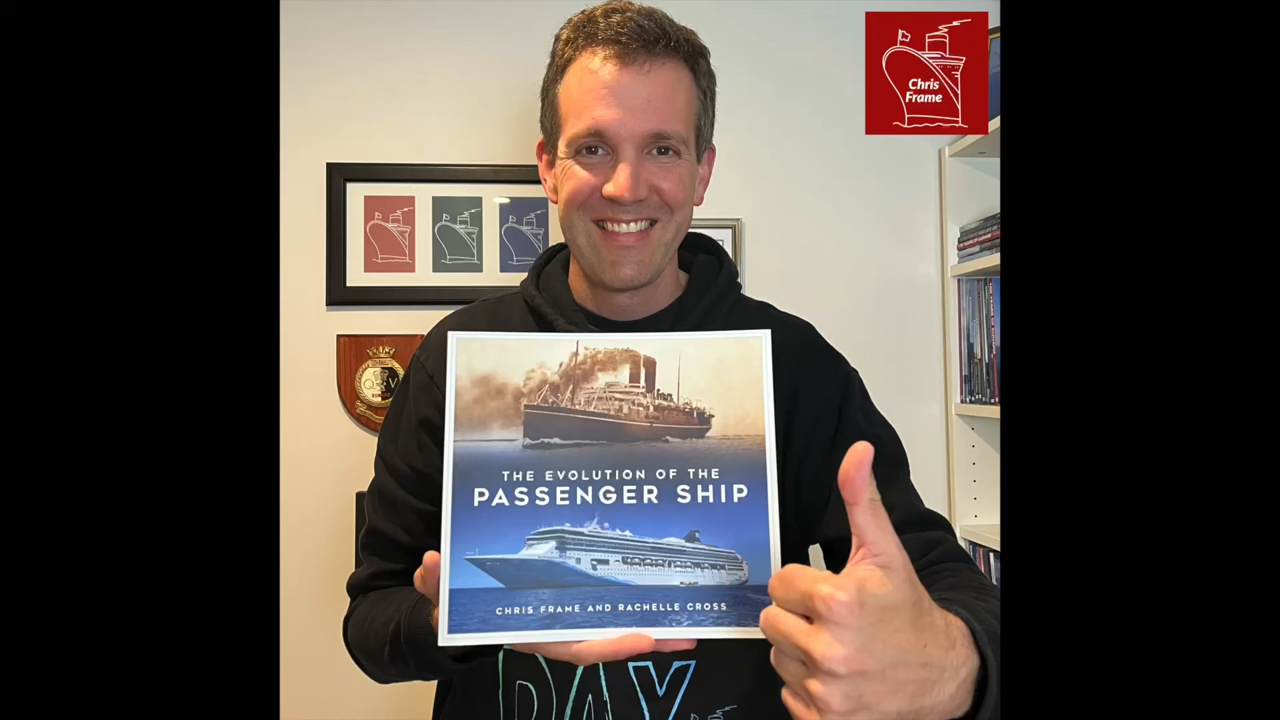 Chris
Frame
THE EVOLUTION OF THE
PASSENGER SHIP
CHRIS FRAME AND RACHELLE CROSS
DAY